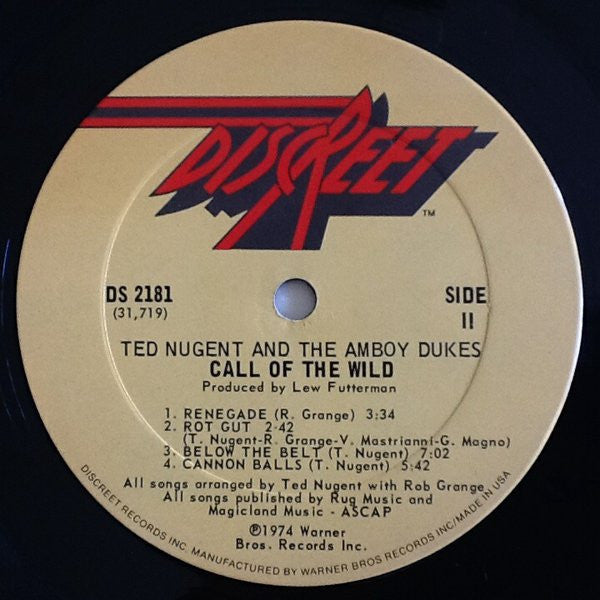 DISCREET
TM
DS 2181
(31,719)
SIDE
II
TED NUGENT AND THE AMBOY DUKES
CALL OF THE WILD
Produced by Lew Futterman
1. RENEGADE (R. Grange) 3:34
2. ROT GUT 2:42
(T. Nugent-R. Grange-V. Mastrianni-G. Magno)
3. BELOW THE BELT (T. Nugent) 7:02
4. CANNON BALLS (T. Nugent) 5:42
All songs arranged by Ted Nugent with Rob Grange
All songs published by Rug Music and
Magicland Music - ASCAP
℗1974 Warner
Bros. Records Inc.
DISCREET RECORDS INC. MANUFACTURED BY WARNER BROS RECORDS INC/MADE IN USA